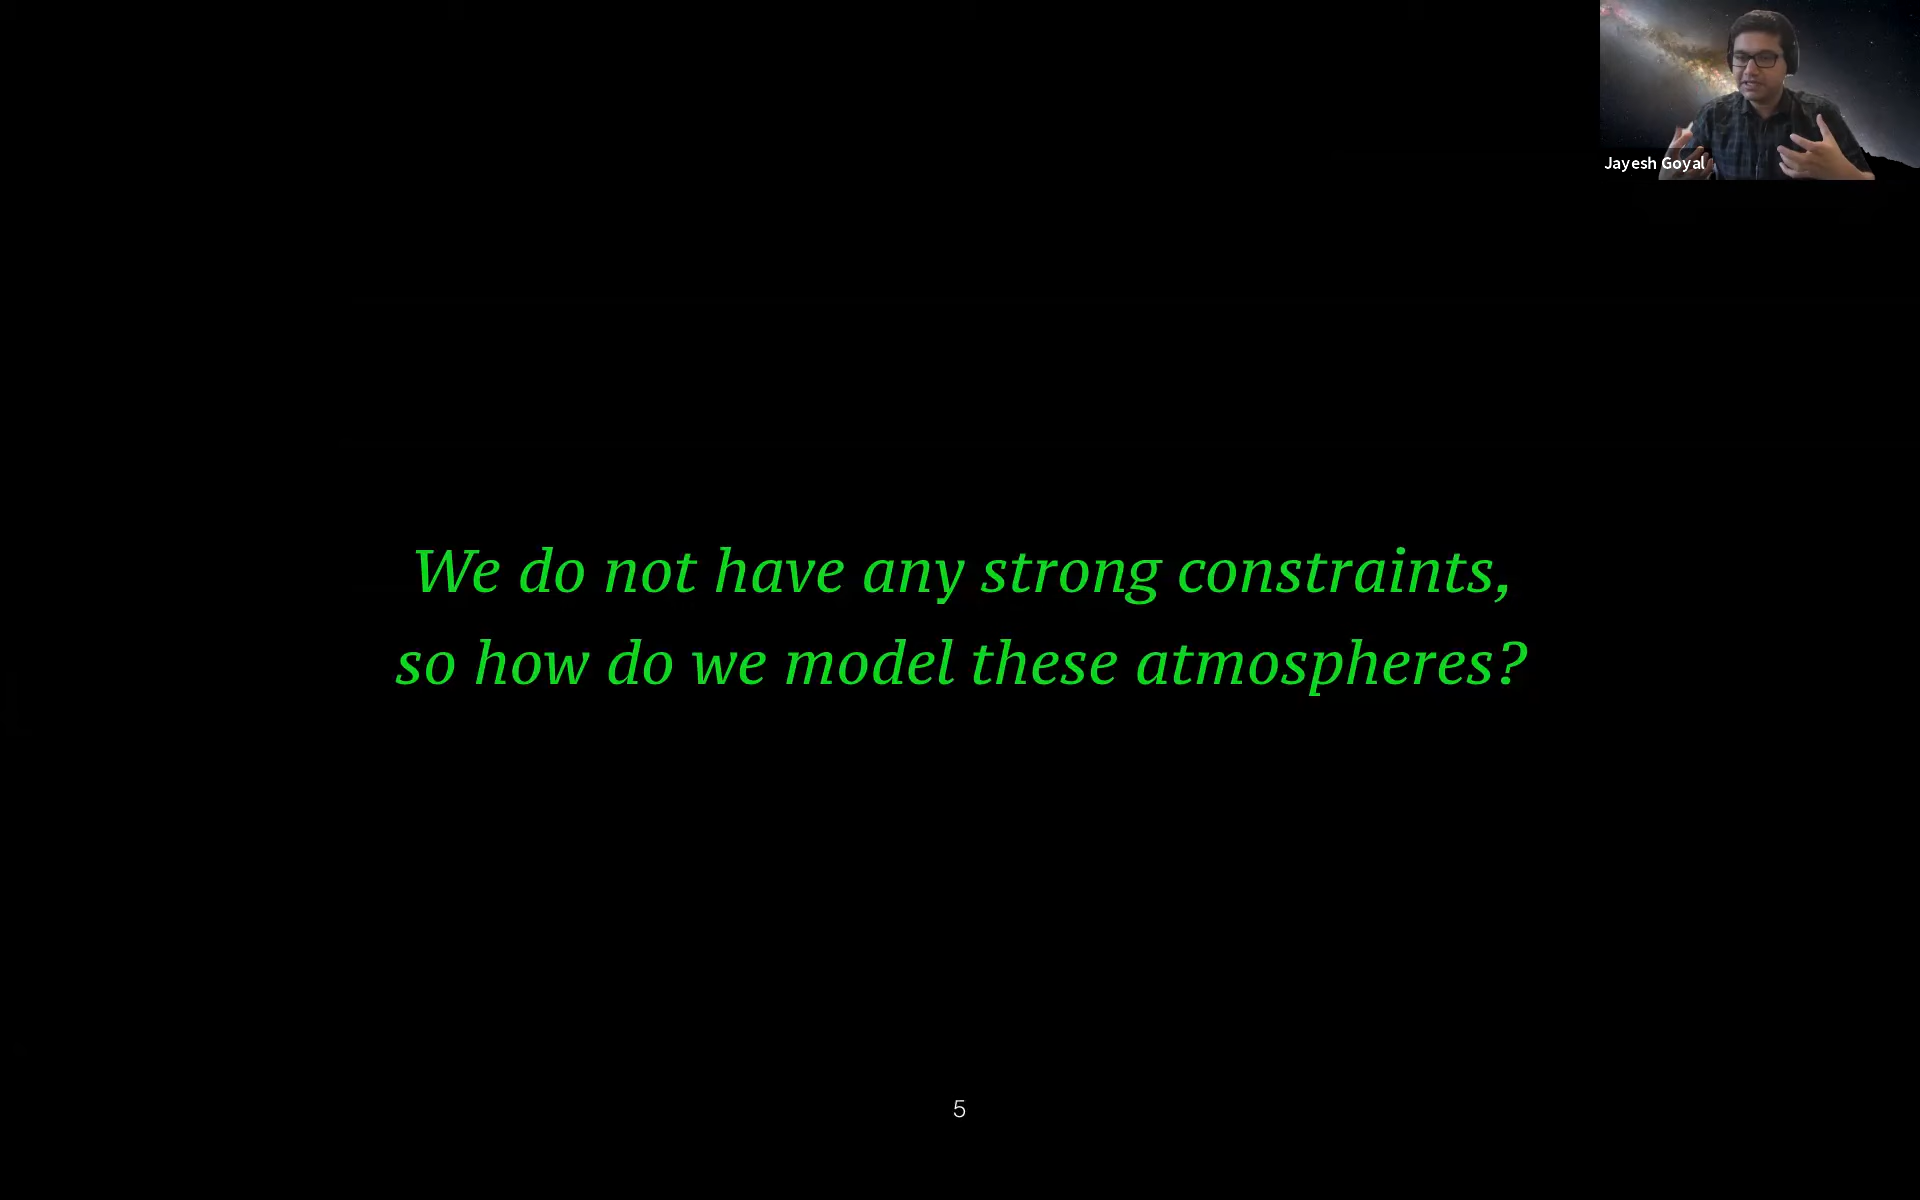 Jayesh Goyal
We do not have any strong constraints,
so how do we model these atmospheres?
5